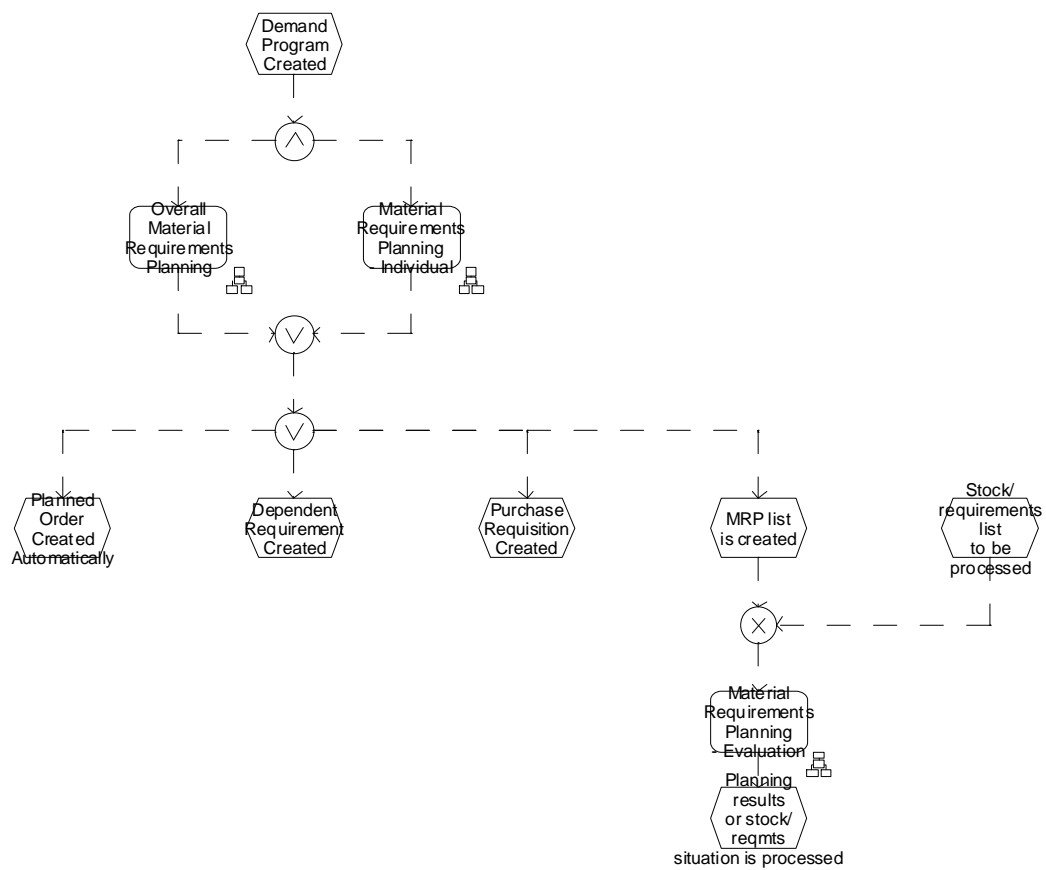 Demand
Program
Created
Overall
Material
Requirements
Planning
Material
Requirements
Planning
- Individual
Planned
Order
Created
Automatically
Dependent
Requirement
Created
Purchase
Requisition
Created
MRP list
is created
Stock/
requirements
list
to be
processed
Material
Requirements
Planning
- Evaluation
Planning
results
or stock/
reqmts
situation is processed